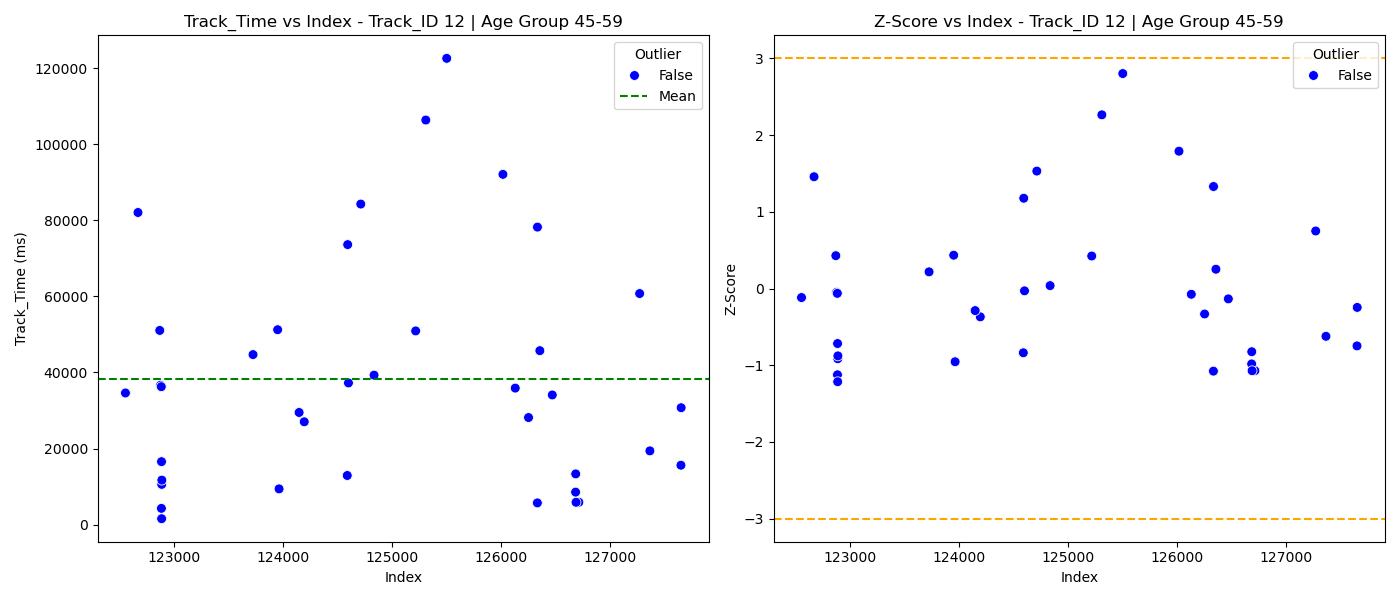 Track_Time vs Index - Track_ID 12 | Age Group 45-59
Track_Time (ms)
120000
100000
80000
60000
40000
20000
0
123000
124000
125000
126000
127000
Index
Outlier
False
Mean
Z-Score vs Index - Track_ID 12 | Age Group 45-59
Z-Score
3
2
1
0
−1
−2
−3
123000
124000
125000
126000
127000
Index
Outlier
False